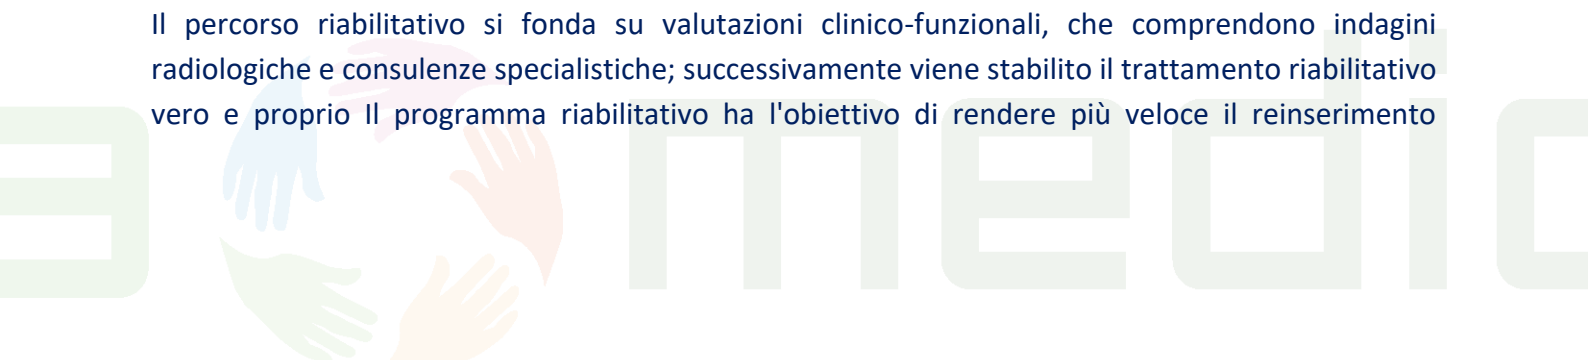 Il percorso riabilitativo si fonda su valutazioni clinico-funzionali, che comprendono indagini
radiologiche e consulenze specialistiche; successivamente viene stabilito il trattamento riabilitativo
vero e proprio Il programma riabilitativo ha l'obiettivo di rendere più veloce il reinserimento
a medic